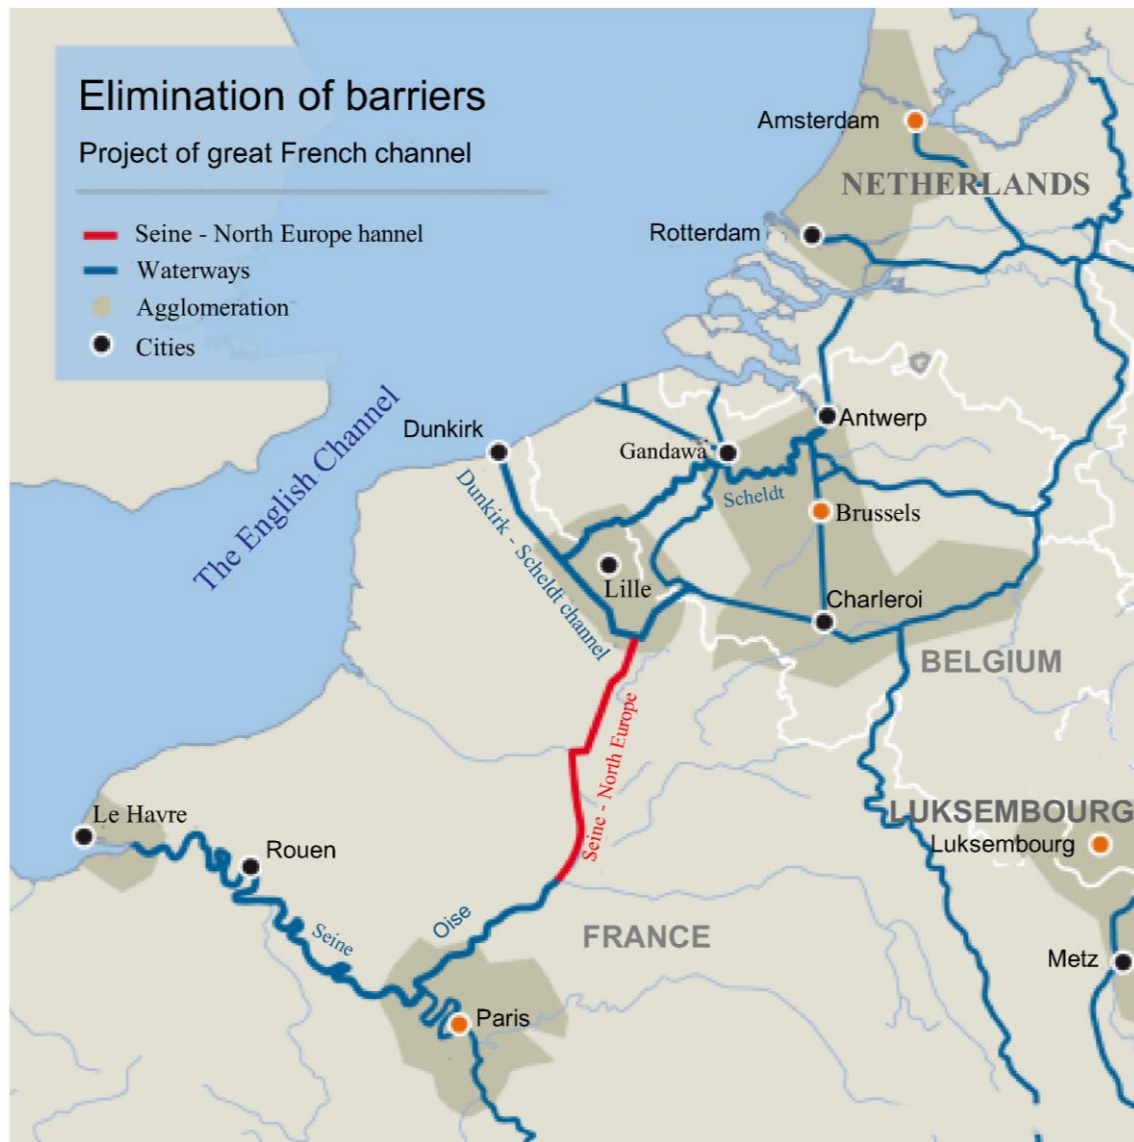 Elimination of barriers
Project of great French channel
Seine - North Europe hannel
Waterways
Agglomeration
Cities
Amsterdam
NETHERLANDS
Rotterdam
The English Channel
Dunkirk
Antwerp
Gandawa
Scheldt
Dunkirk - Scheldt channel
Brussels
Lille
Charleroi
BELGIUM
Seine - North Europe
LUKSEMBOURG
Luksembourg
Le Havre
Rouen
Oise
Seine
FRANCE
Metz
Paris